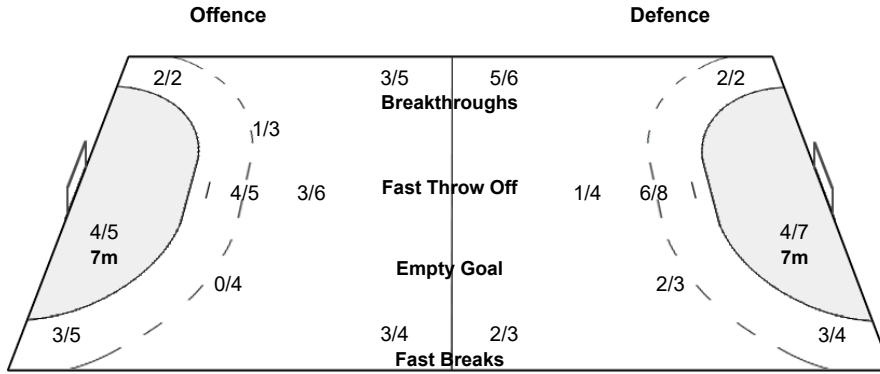 Offence Defence
2/2 3/5 5/6 2/2
Breakthroughs
1/3
4/5 3/6 Fast Throw Off 1/4 6/8
4/5 4/7
7m 7m
Empty Goal
0/4 2/3
3/5 3/4 2/3 3/4
Fast Breaks